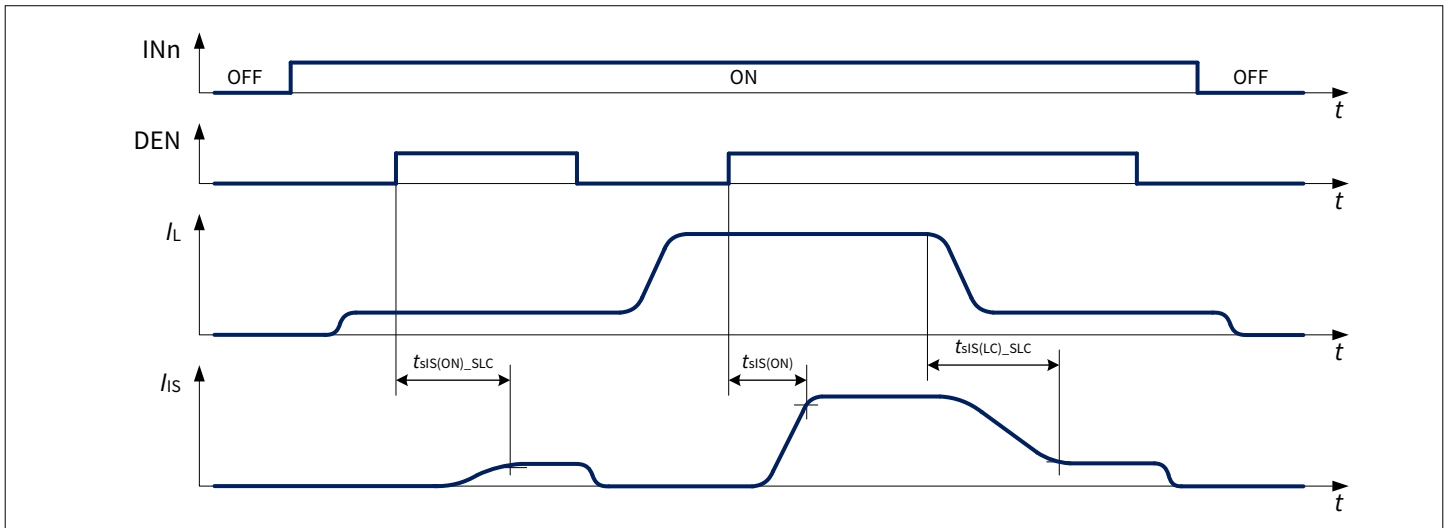 INn
OFF ON OFF
t
DEN
t
IL
t
tsIS(ON)_SLC tsIS(ON) tsIS(LC)_SLC
IIS
t